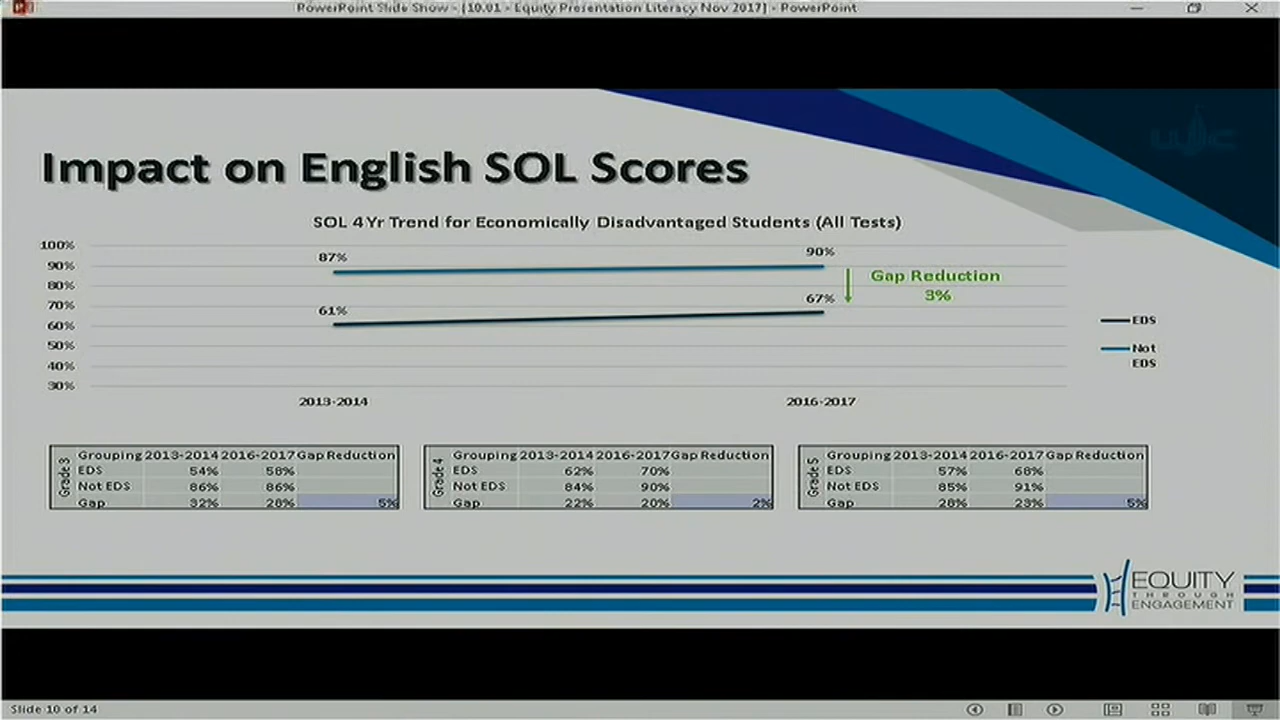 PowerPoint Slide Show - [10.01 - Equity Presentation Literacy Nov 2017] - PowerPoint
WJC
Impact on English SOL Scores
SOL 4 Yr Trend for Economically Disadvantaged Students (All Tests)
100%
90%
80%
70%
60%
50%
40%
30%
87%
90%
61%
67%
Gap Reduction
3%
EDS
Not
EDS
2013-2014
2016-2017
Grade 3
Grouping 2013-2014 2016-2017 Gap Reduction
EDS 54% 58%
Not EDS 86% 86%
Gap 32% 28% 5%
Grade 4
Grouping 2013-2014 2016-2017 Gap Reduction
EDS 62% 70%
Not EDS 84% 90%
Gap 22% 20% 2%
Grade 5
Grouping 2013-2014 2016-2017 Gap Reduction
EDS 57% 68%
Not EDS 85% 91%
Gap 28% 23% 5%
EQUITY
THROUGH
ENGAGEMENT
Slide 10 of 14